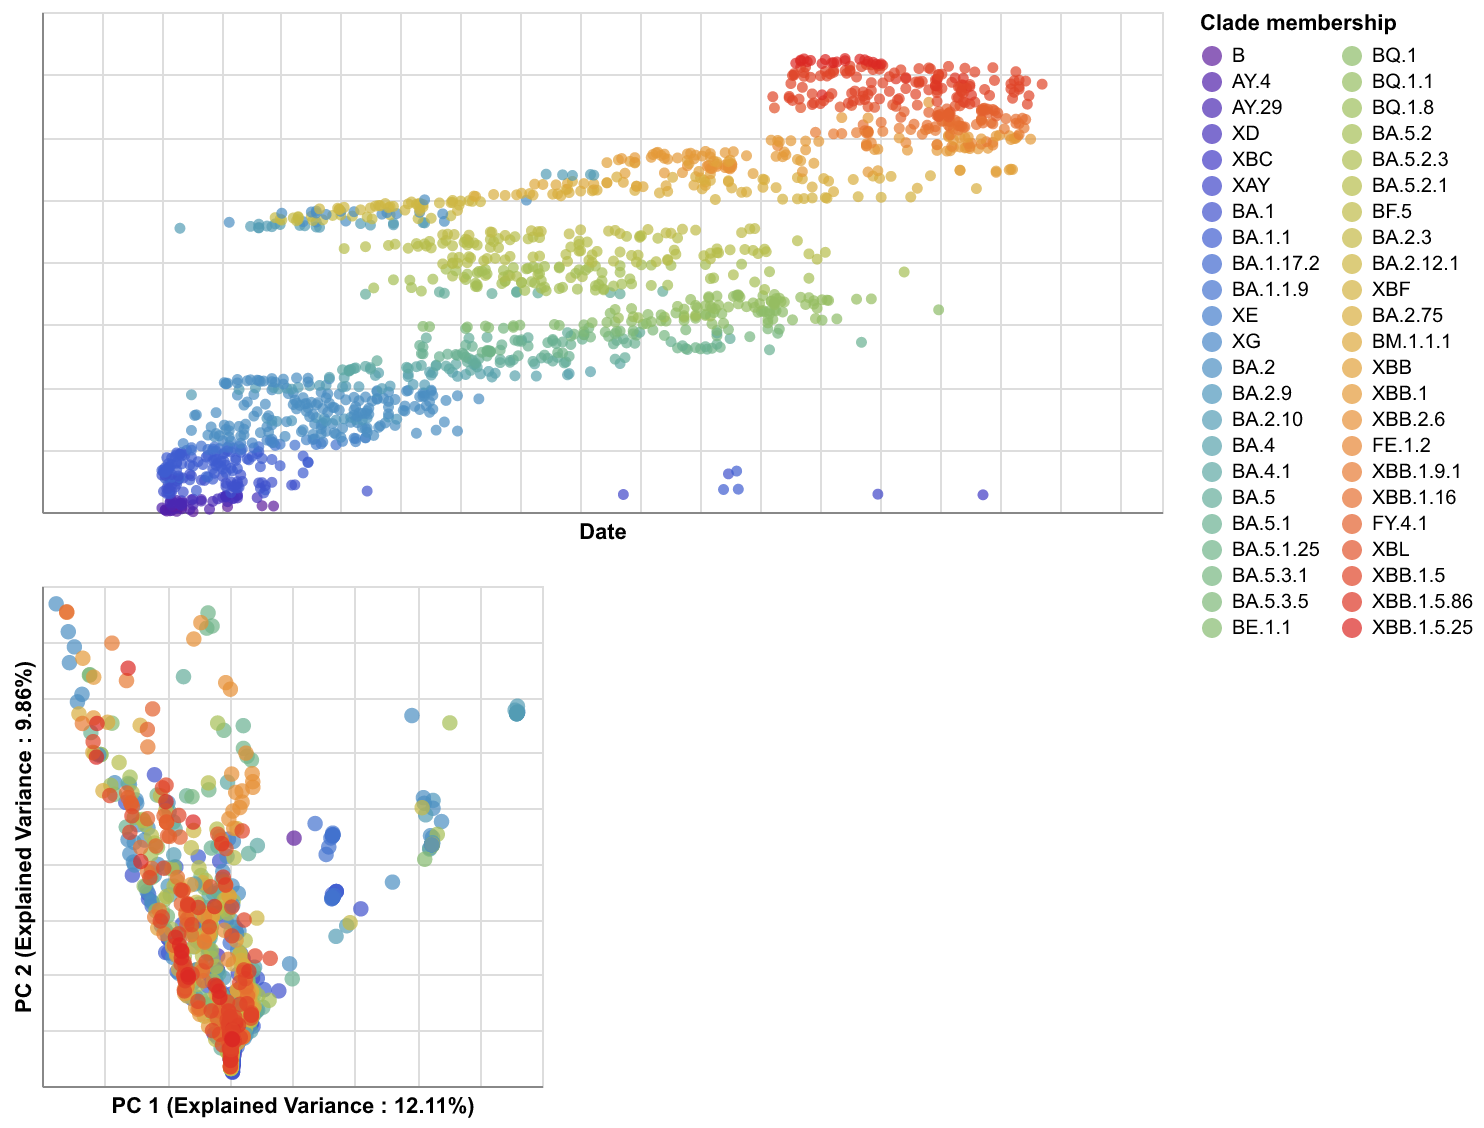 Clade membership
B
AY.4
AY.29
XD
XBC
XAY
BA.1
BA.1.1
BA.1.17.2
BA.1.1.9
XE
XG
BA.2
BA.2.9
BA.2.10
BA.4
BA.4.1
BA.5
BA.5.1
BA.5.1.25
BA.5.3.1
BA.5.3.5
BE.1.1
BQ.1
BQ.1.1
BQ.1.8
BA.5.2
BA.5.2.3
BA.5.2.1
BF.5
BA.2.3
BA.2.12.1
XBF
BA.2.75
BM.1.1.1
XBB
XBB.1
XBB.2.6
FE.1.2
XBB.1.9.1
XBB.1.16
FY.4.1
XBL
XBB.1.5
XBB.1.5.86
XBB.1.5.25
Date
PC 2 (Explained Variance : 9.86%)
PC 1 (Explained Variance : 12.11%)